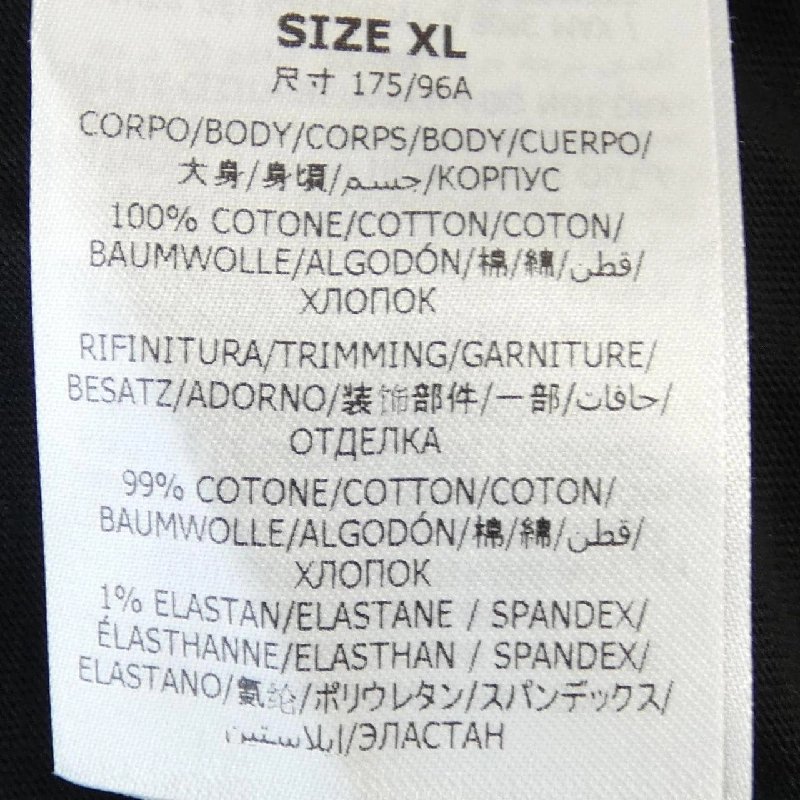 SIZE XL
尺寸 175/96A
CORPO/BODY/CORPS/BODY/CUERPO/
大身/身頃/جسم/КОРПУС
100% COTONE/COTTON/COTON/
BAUMWOLLE/ALGODÓN/棉/綿/قطن/
ХЛОПОК
RIFINITURA/TRIMMING/GARNITURE/
BESATZ/ADORNO/装饰部件/一部/حافات/
ОТДЕЛКА
99% COTONE/COTTON/COTON/
BAUMWOLLE/ALGODÓN/棉/綿/قطن/
ХЛОПОК
1% ELASTAN/ELASTANE / SPANDEX/
ÉLASTHANNE/ELASTHAN / SPANDEX/
ELASTANO/氨纶/ポリウレタン/スパンデックス/
إيلاستين/ЭЛАСТАН